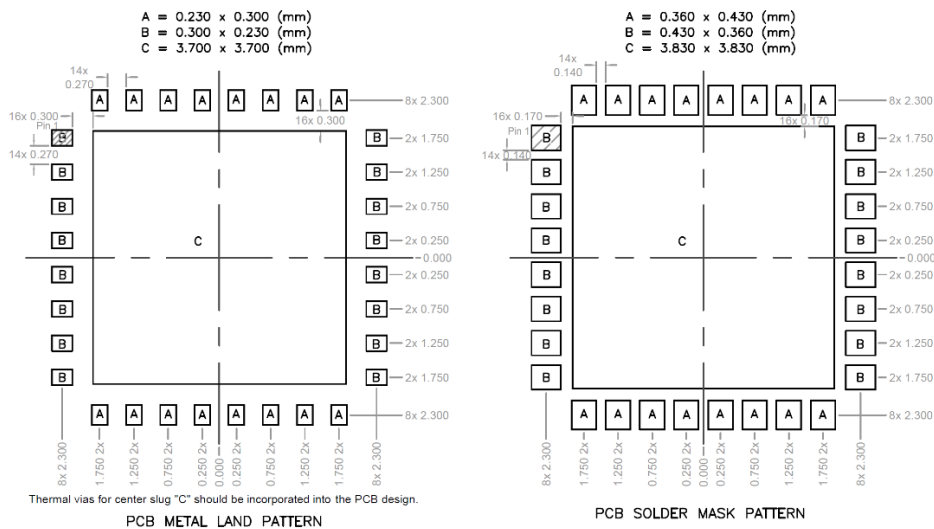 A = 0.230 x 0.300 (mm)
B = 0.300 x 0.230 (mm)
C = 3.700 x 3.700 (mm)
14x
0.270
A A A A A A A A
8x 2.300
16x 0.300
16x 0.300
Pin 1
B
B
2x 1.750
14x 0.270
B
B
2x 1.250
B
B
2x 0.750
B
C
B
2x 0.250
0.000
B
B
2x 0.250
B
B
2x 0.750
B
B
2x 1.250
B
B
2x 1.750
A A A A A A A A
8x 2.300
8x 2.300
1.750 2x
1.250 2x
0.750 2x
0.250 2x
0.000
0.250 2x
0.750 2x
1.250 2x
1.750 2x
8x 2.300
Thermal vias for center slug "C" should be incorporated into the PCB design.
PCB METAL LAND PATTERN
A = 0.360 x 0.430 (mm)
B = 0.430 x 0.360 (mm)
C = 3.830 x 3.830 (mm)
14x
0.140
A A A A A A A A
8x 2.300
16x 0.170
16x 0.170
Pin 1
B
B
2x 1.750
14x 0.140
B
B
2x 1.250
B
B
2x 0.750
B
C
B
2x 0.250
0.000
B
B
2x 0.250
B
B
2x 0.750
B
B
2x 1.250
B
B
2x 1.750
A A A A A A A A
8x 2.300
8x 2.300
1.750 2x
1.250 2x
0.750 2x
0.250 2x
0.000
0.250 2x
0.750 2x
1.250 2x
1.750 2x
8x 2.300
PCB SOLDER MASK PATTERN